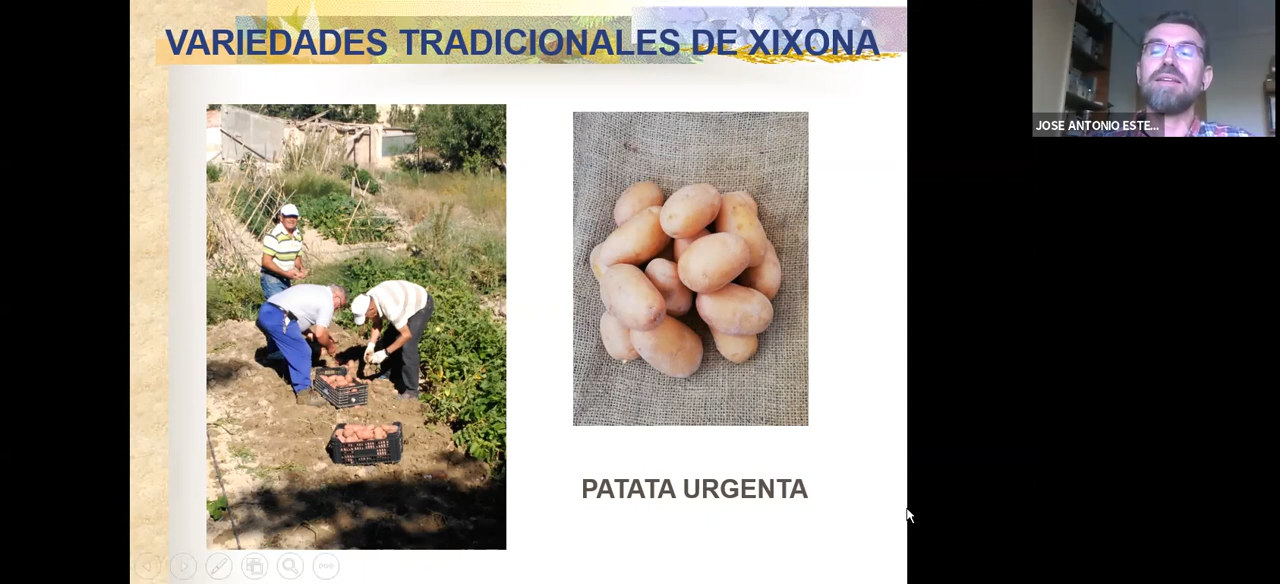 VARIEDADES TRADICIONALES DE XIXONA
JOSE ANTONIO ESTE...
PATATA URGENTA